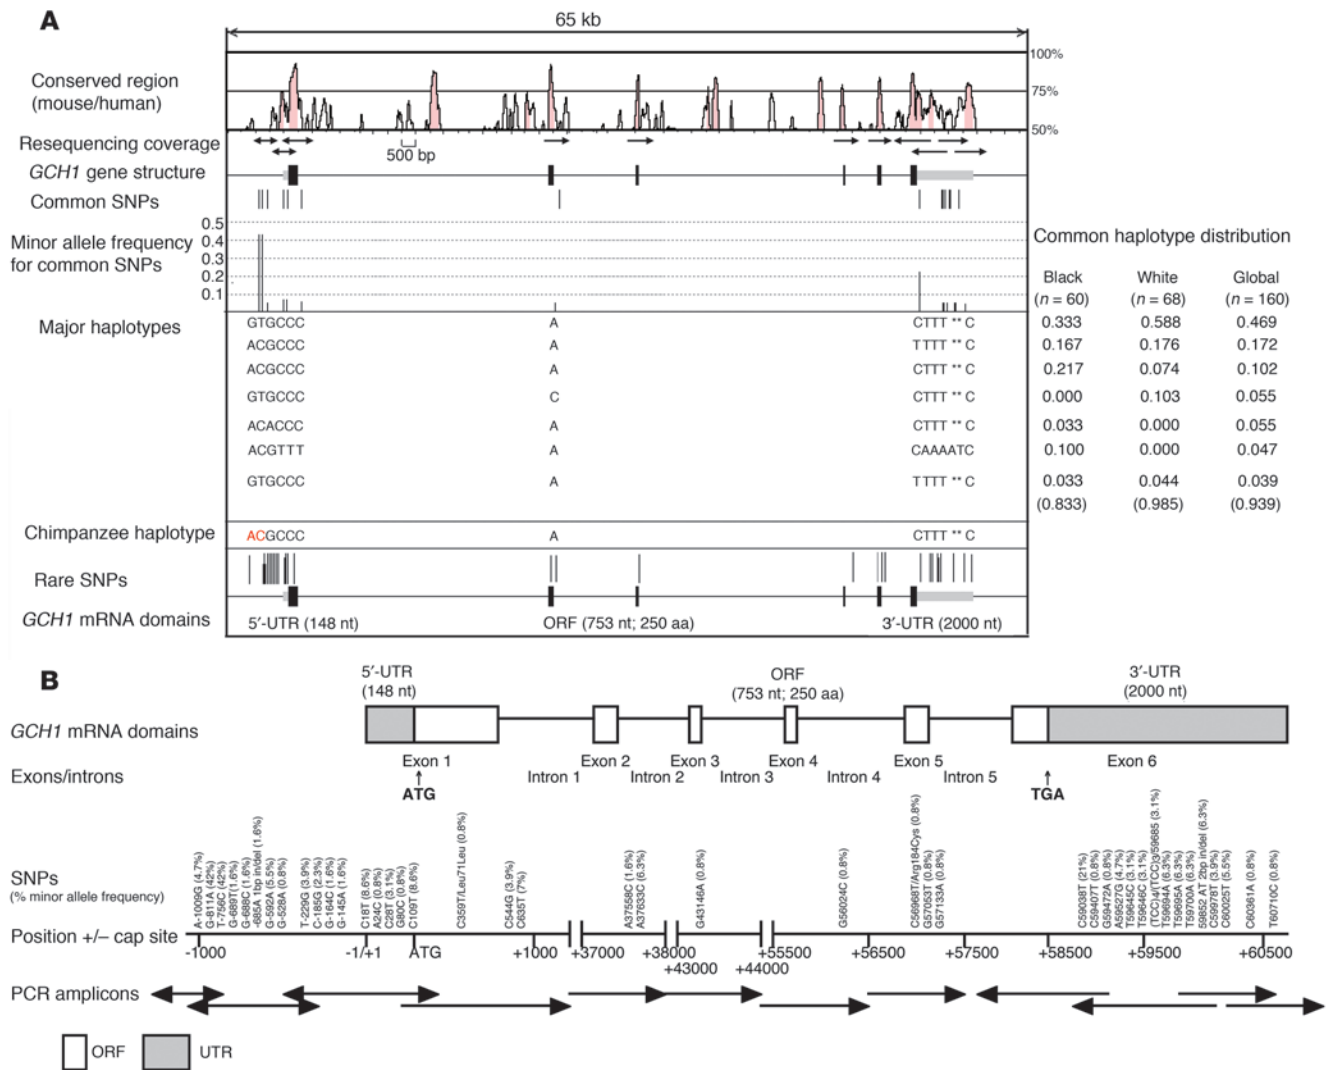 A
65 kb
100%
Conserved region
(mouse/human)
75%
50%
Resequencing coverage
500 bp
GCH1 gene structure
Common SNPs
0.5
Minor allele frequency
for common SNPs
0.4
0.3
0.2
0.1
Common haplotype distribution
Black White Global
(n = 60) (n = 68) (n = 160)
Major haplotypes
GTGCCC A CTTT ** C 0.333 0.588 0.469
ACGCCC A TTTT ** C 0.167 0.176 0.172
ACGCCC A CTTT ** C 0.217 0.074 0.102
GTGCCC C CTTT ** C 0.000 0.103 0.055
ACACCC A CTTT ** C 0.033 0.000 0.055
ACGTTT A CAAAATC 0.100 0.000 0.047
GTGCCC A TTTT ** C 0.033 0.044 0.039
(0.833) (0.985) (0.939)
Chimpanzee haplotype ACGCCC A CTTT ** C
Rare SNPs
GCH1 mRNA domains 5′-UTR (148 nt) ORF (753 nt; 250 aa) 3′-UTR (2000 nt)
B
5′-UTR
(148 nt)
ORF
(753 nt; 250 aa)
3′-UTR
(2000 nt)
GCH1 mRNA domains
Exon 1 Exon 2 Exon 3 Exon 4 Exon 5 Exon 6
Exons/introns
Intron 1 Intron 2 Intron 3 Intron 4 Intron 5
ATG TGA
SNPs
(% minor allele frequency)
A-1009G (4.7%)
G-811A (42%)
T-756C (42%)
G-689T(1.6%)
G-688C (1.6%)
-685A 1bp in/del (1.6%)
G-592A (5.5%)
G-528A (0.8%)
T-229G (3.9%)
C-185G (2.3%)
G-164C (1.6%)
G-145A (1.6%)
C18T (8.6%)
A24C (0.8%)
C28T (3.1%)
G80C (0.8%)
C109T (8.6%)
C359T/Leu71Leu (0.8%)
C544G (3.9%)
C635T (7%)
A37558C (1.6%)
A37633C (6.3%)
G43146A (0.8%)
G56024C (0.8%)
C56968T/Arg184Cys (0.8%)
G57053T (0.8%)
G57133A (0.8%)
C59038T (21%)
C59407T (0.8%)
G59472A (0.8%)
A59527G (4.7%)
T59645C (3.1%)
T59646C (3.1%)
(TCC)4/(TCC)3/59685 (3.1%)
T59694A (6.3%)
T59695A (6.3%)
T59700A (6.3%)
59852 AT 2bp in/del (6.3%)
C59978T (3.9%)
C60025T (5.5%)
C60361A (0.8%)
T60710C (0.8%)
Position +/– cap site
-1000 -1/+1 ATG +1000 +37000 +38000 +55500 +56500 +57500 +58500 +59500 +60500
+43000 +44000
PCR amplicons
ORF UTR